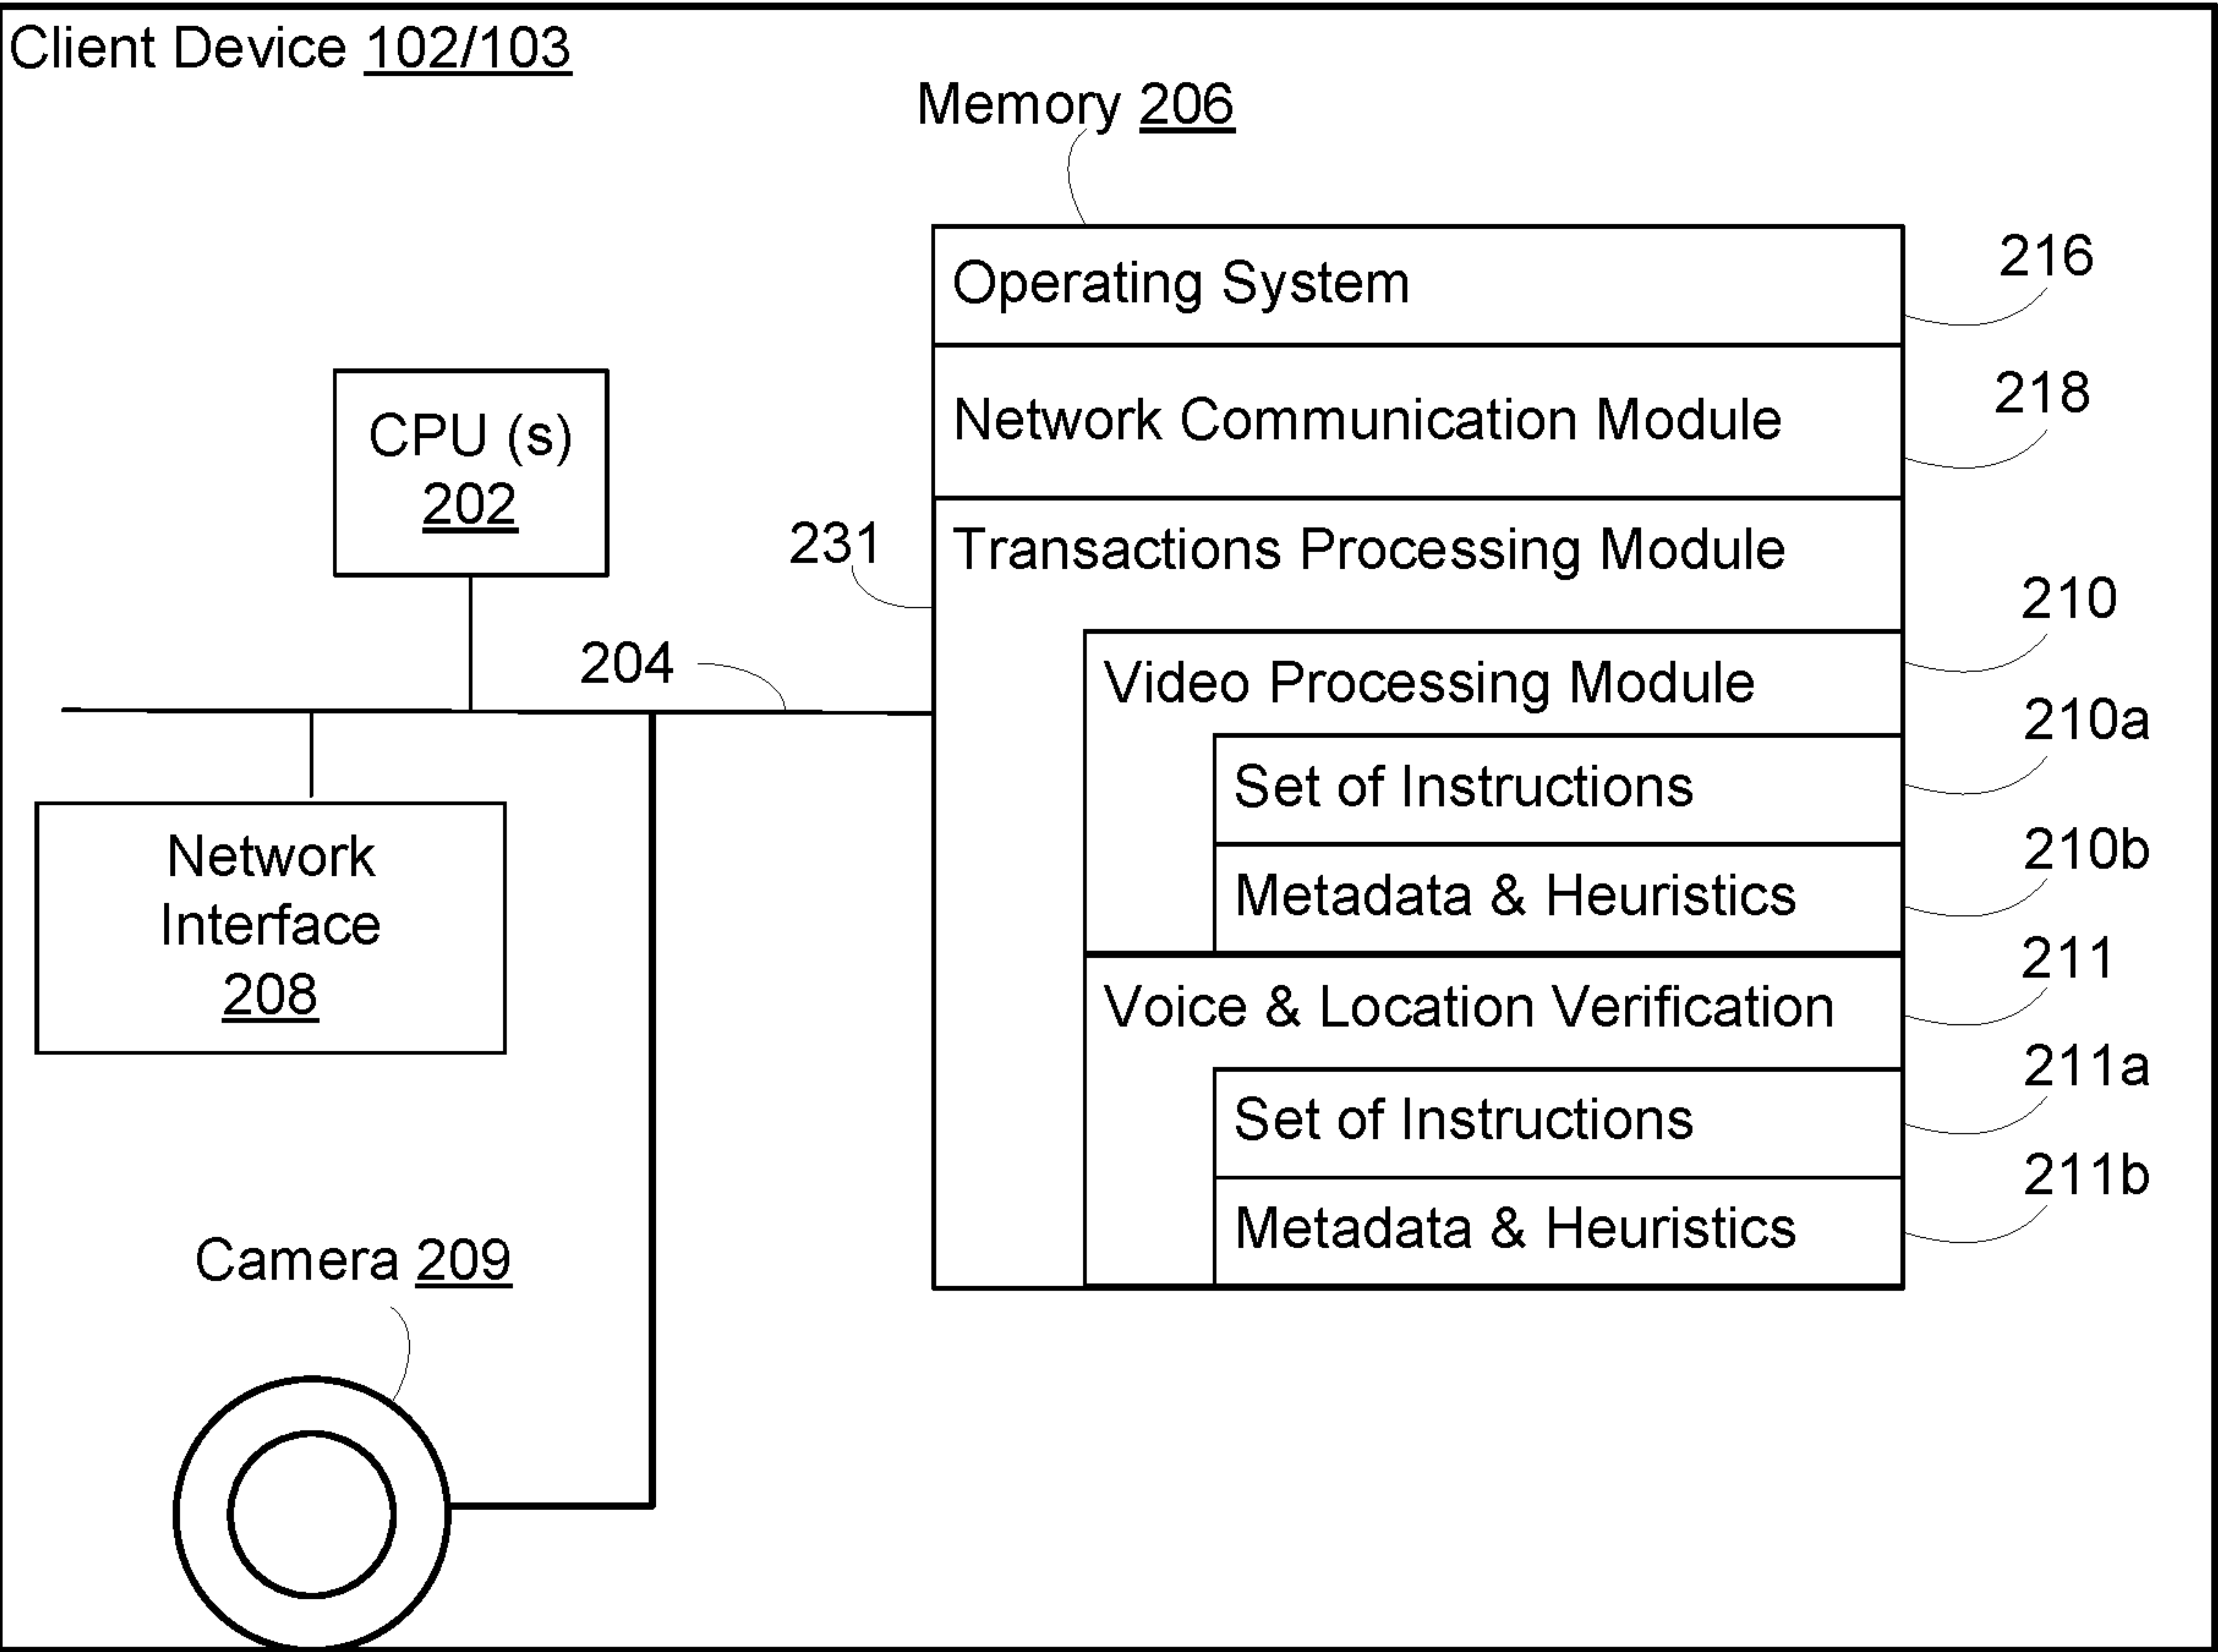 Client Device 102/103
Memory 206
Operating System
216
Network Communication Module
218
CPU (s)
202
231
Transactions Processing Module
210
204
Video Processing Module
210a
Set of Instructions
210b
Metadata & Heuristics
Network
Interface
208
211
Voice & Location Verification
211a
Set of Instructions
211b
Metadata & Heuristics
Camera 209